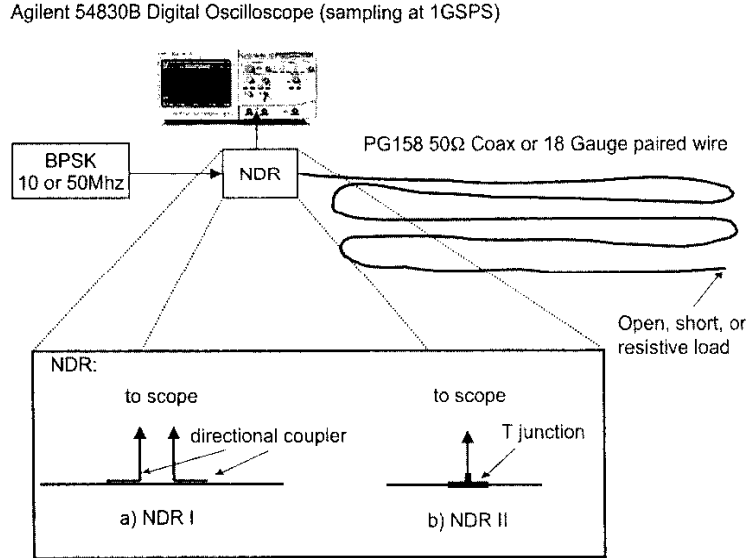 Agilent 54830B Digital Oscilloscope (sampling at 1GSPS)
PG158 50Ω Coax or 18 Gauge paired wire
BPSK
10 or 50Mhz
NDR
Open, short, or
resistive load
NDR:
to scope
to scope
directional coupler
T junction
a) NDR I
b) NDR II